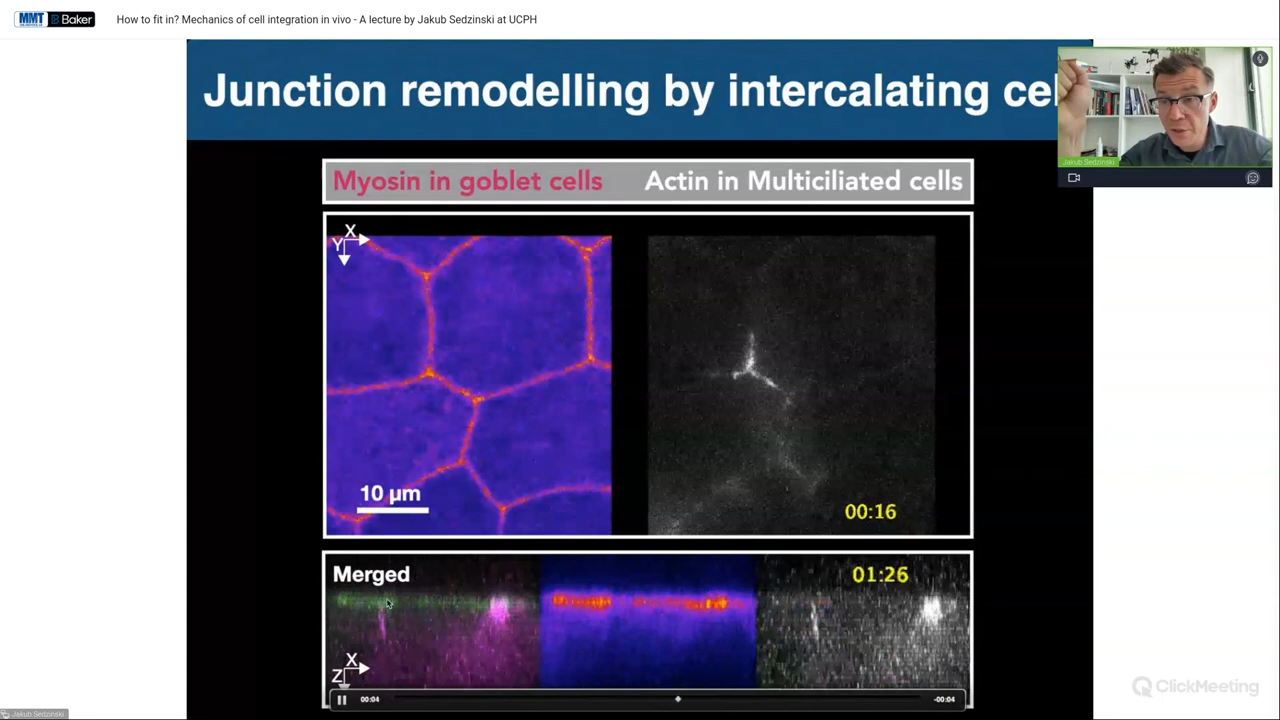 MMT Baker
How to fit in? Mechanics of cell integration in vivo - A lecture by Jakub Sedzinski at UCPH
Junction remodelling by intercalating cel
Jakub Sedzinski
Myosin in goblet cells Actin in Multiciliated cells
X
Y
10 µm
00:16
Merged
01:26
X
Z
00:04
-00:04
ClickMeeting
Jakub Sedzinski